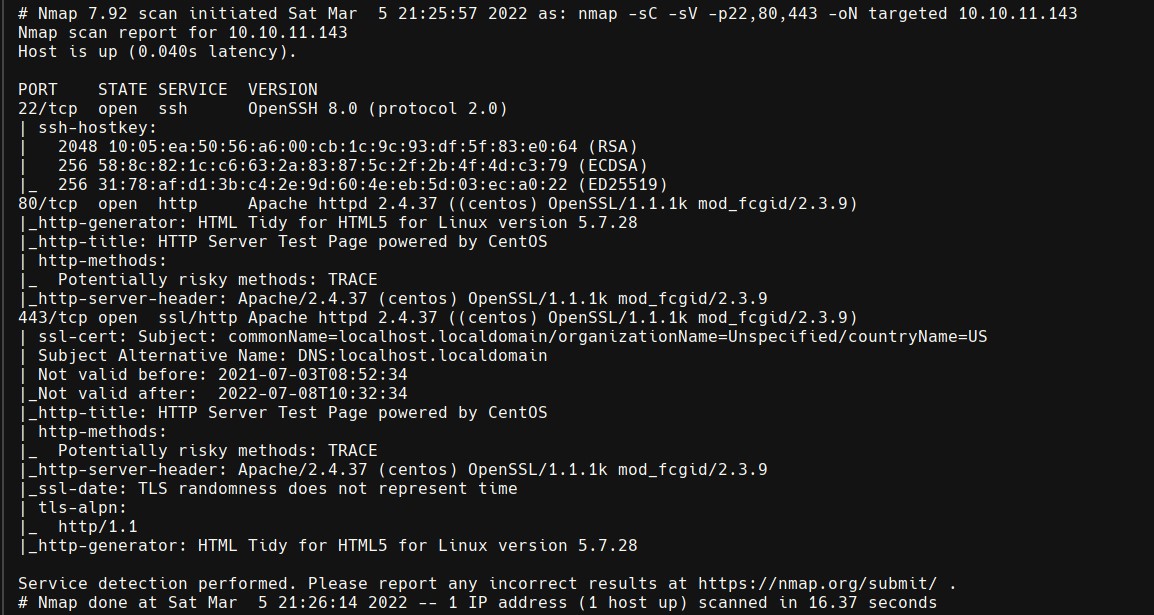 # Nmap 7.92 scan initiated Sat Mar  5 21:25:57 2022 as: nmap -sC -sV -p22,80,443 -oN targeted 10.10.11.143
Nmap scan report for 10.10.11.143
Host is up (0.040s latency).

PORT    STATE SERVICE  VERSION
22/tcp  open  ssh      OpenSSH 8.0 (protocol 2.0)
| ssh-hostkey:
|   2048 10:05:ea:50:56:a6:00:cb:1c:9c:93:df:5f:83:e0:64 (RSA)
|   256 58:8c:82:1c:c6:63:2a:83:87:5c:2f:2b:4f:4d:c3:79 (ECDSA)
|_  256 31:78:af:d1:3b:c4:2e:9d:60:4e:eb:5d:03:ec:a0:22 (ED25519)
80/tcp  open  http     Apache httpd 2.4.37 ((centos) OpenSSL/1.1.1k mod_fcgid/2.3.9)
|_http-generator: HTML Tidy for HTML5 for Linux version 5.7.28
|_http-title: HTTP Server Test Page powered by CentOS
| http-methods:
|_  Potentially risky methods: TRACE
|_http-server-header: Apache/2.4.37 (centos) OpenSSL/1.1.1k mod_fcgid/2.3.9
443/tcp open  ssl/http Apache httpd 2.4.37 ((centos) OpenSSL/1.1.1k mod_fcgid/2.3.9)
| ssl-cert: Subject: commonName=localhost.localdomain/organizationName=Unspecified/countryName=US
| Subject Alternative Name: DNS:localhost.localdomain
| Not valid before: 2021-07-03T08:52:34
|_Not valid after:  2022-07-08T10:32:34
|_http-title: HTTP Server Test Page powered by CentOS
| http-methods:
|_  Potentially risky methods: TRACE
|_http-server-header: Apache/2.4.37 (centos) OpenSSL/1.1.1k mod_fcgid/2.3.9
|_ssl-date: TLS randomness does not represent time
| tls-alpn:
|_  http/1.1
|_http-generator: HTML Tidy for HTML5 for Linux version 5.7.28

Service detection performed. Please report any incorrect results at https://nmap.org/submit/ .
# Nmap done at Sat Mar  5 21:26:14 2022 -- 1 IP address (1 host up) scanned in 16.37 seconds